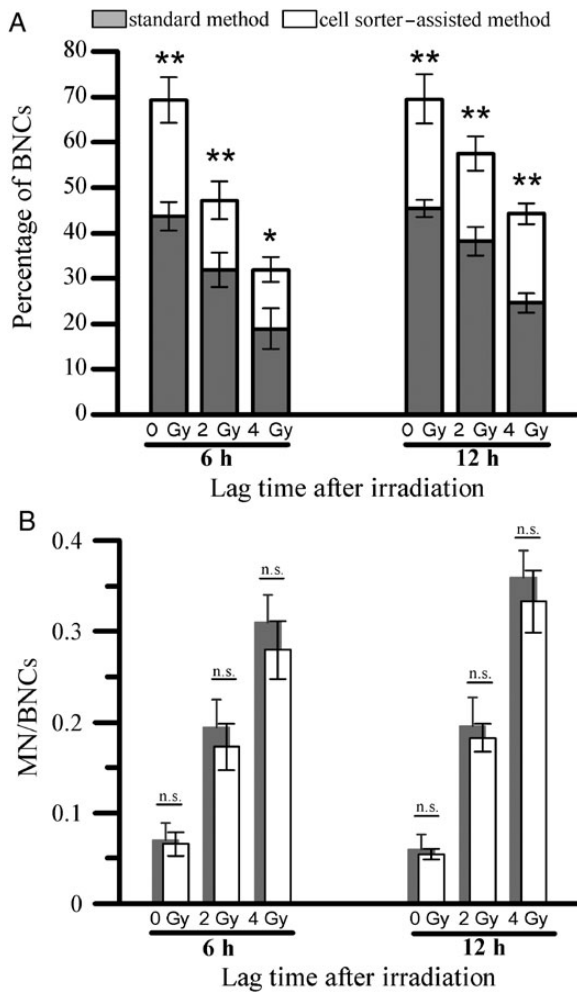 A
standard method cell sorter-assisted method
Percentage of BNCs
80
70
60
50
40
30
20
10
0
** ** * ** ** **
0 Gy 2 Gy 4 Gy 0 Gy 2 Gy 4 Gy
6 h 12 h
Lag time after irradiation
B
MN/BNCs
0.4
0.3
0.2
0.1
0
n.s. n.s. n.s. n.s. n.s. n.s.
0 Gy 2 Gy 4 Gy 0 Gy 2 Gy 4 Gy
6 h 12 h
Lag time after irradiation